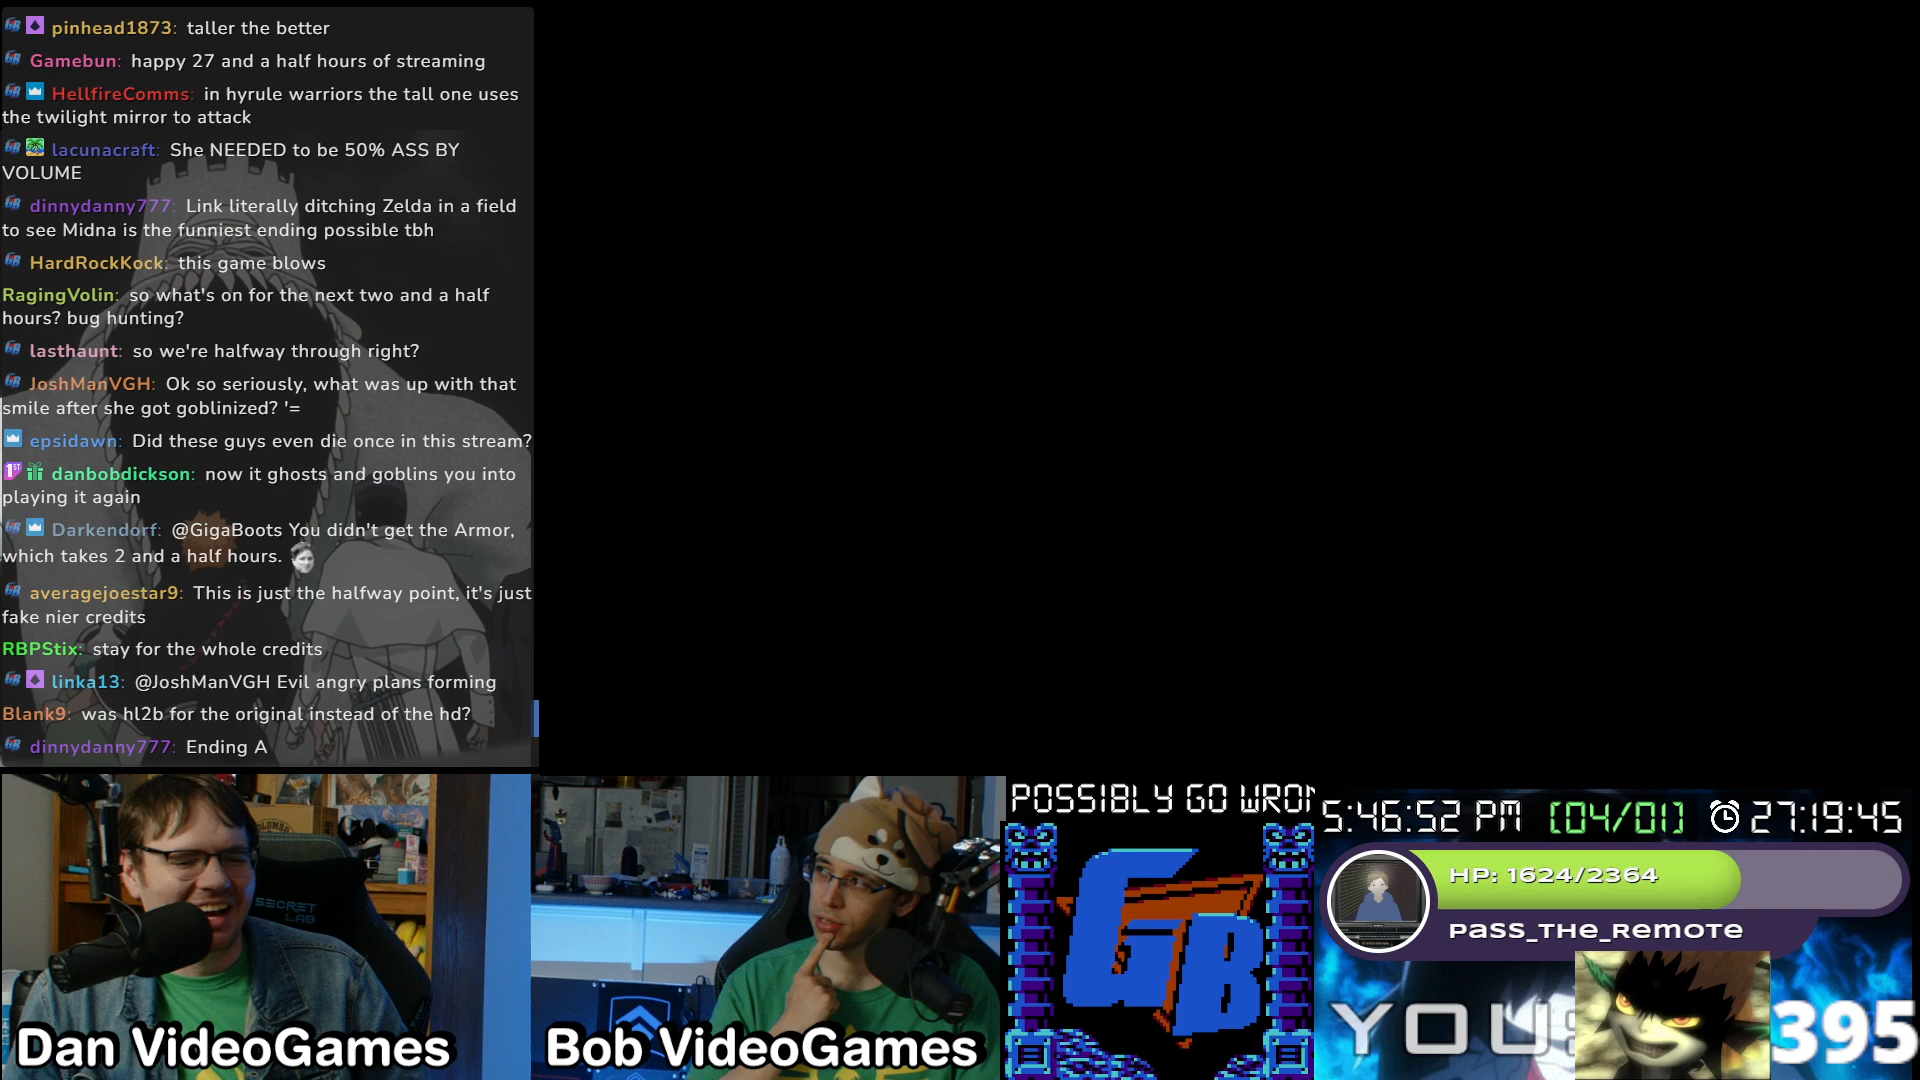 pinhead1873: taller the better
Gamebun: happy 27 and a half hours of streaming
HellfireComms: in hyrule warriors the tall one uses
the twilight mirror to attack
lacunacraft: She NEEDED to be 50% ASS BY
VOLUME
dinnydanny777: Link literally ditching Zelda in a field
to see Midna is the funniest ending possible tbh
HardRockKock: this game blows
RagingVolin: so what's on for the next two and a half
hours? bug hunting?
lasthaunt: so we're halfway through right?
JoshManVGH: Ok so seriously, what was up with that
smile after she got goblinized? '=
epsidawn: Did these guys even die once in this stream?
danbobdickson: now it ghosts and goblins you into
playing it again
Darkendorf: @GigaBoots You didn't get the Armor,
which takes 2 and a half hours.
averagejoestar9: This is just the halfway point, it's just
fake nier credits
RBPStix: stay for the whole credits
linka13: @JoshManVGH Evil angry plans forming
Blank9: was hl2b for the original instead of the hd?
dinnydanny777: Ending A
SECRET
LAB
Dan VideoGames
Bob VideoGames
POSSIBLY GO WRON
GB
5:46:52 PM [04/01] 27:19:45
HP: 1624/2364
PaSS_THe_RemoTe
YOU
395